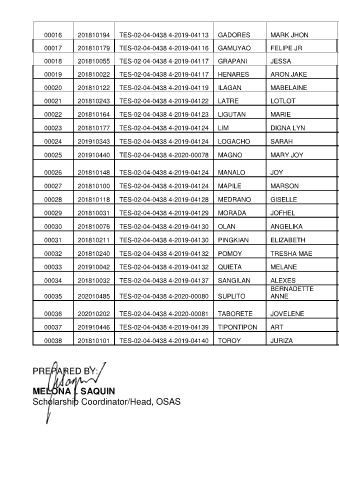 00016 201810194 TES-02-04-0438 4-2019-04113 GADORES MARK JHON
00017 201810179 TES-02-04-0438 4-2019-04116 GAMUYAO FELIPE JR
00018 201810055 TES-02-04-0438 4-2019-04117 GRAPANI JESSA
00019 201810022 TES-02-04-0438 4-2019-04117 HENARES ARON JAKE
00020 201810122 TES-02-04-0438 4-2019-04119 ILAGAN MABELAINE
00021 201810243 TES-02-04-0438 4-2019-04122 LATRE LOTLOT
00022 201810164 TES-02-04-0438 4-2019-04123 LIGUTAN MARIE
00023 201810177 TES-02-04-0438 4-2019-04124 LIM DIGNA LYN
00024 201910343 TES-02-04-0438 4-2019-04124 LOGACHO SARAH
00025 201910440 TES-02-04-0438 4-2020-00078 MAGNO MARY JOY
00026 201810148 TES-02-04-0438 4-2019-04124 MANALO JOY
00027 201810100 TES-02-04-0438 4-2019-04124 MAPILE MARSON
00028 201810118 TES-02-04-0438 4-2019-04128 MEDRANO GISELLE
00029 201810031 TES-02-04-0438 4-2019-04129 MORADA JOFHEL
00030 201810076 TES-02-04-0438 4-2019-04130 OLAN ANGELIKA
00031 201810211 TES-02-04-0438 4-2019-04130 PINGKIAN ELIZABETH
00032 201810240 TES-02-04-0438 4-2019-04132 POMOY TRESHA MAE
00033 201910042 TES-02-04-0438 4-2019-04132 QUIETA MELANE
00034 201810032 TES-02-04-0438 4-2019-04137 SANGILAN ALEXES
00035 202010485 TES-02-04-0438 4-2020-00080 SUPLITO BERNADETTE
ANNE
00036 202010202 TES-02-04-0438 4-2020-00081 TABORETE JOVELENE
00037 201910446 TES-02-04-0438 4-2019-04139 TIPONTIPON ART
00038 201810101 TES-02-04-0438 4-2019-04140 TOROY JURIZA
PREPARED BY:
MELONA I. SAQUIN
Scholarship Coordinator/Head, OSAS